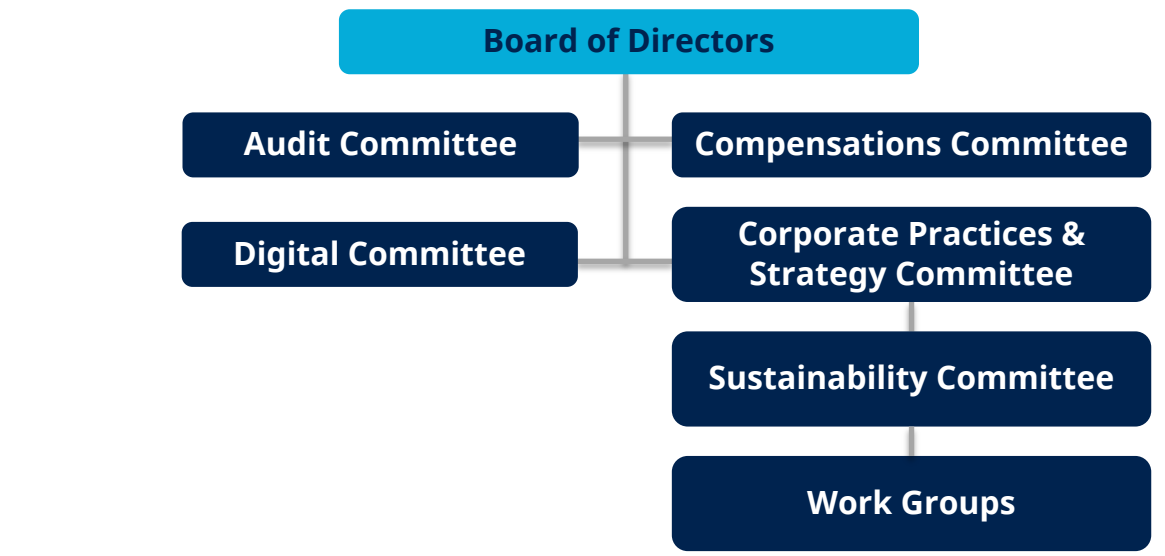 Board of Directors
Audit Committee
Compensations Committee
Digital Committee
Corporate Practices &
Strategy Committee
Sustainability Committee
Work Groups